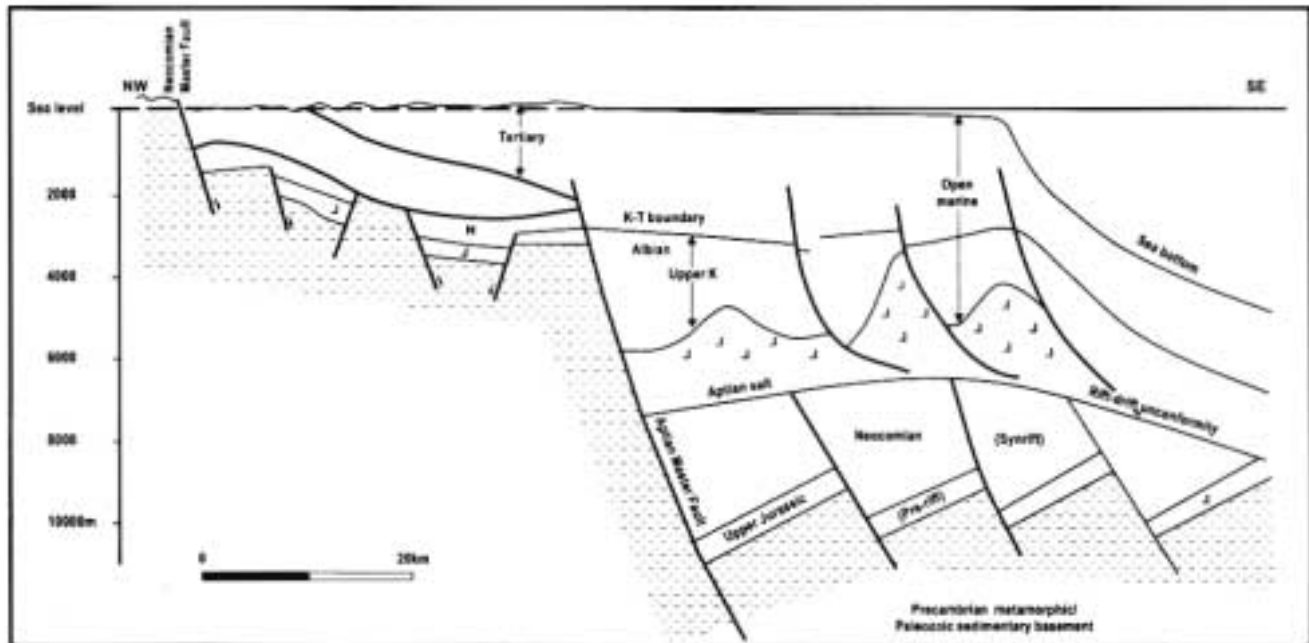 Neocomian
Master Fault
NW
SE
Sea level
Tertiary
2000
Open
marine
K-T boundary
N
J
J
Albian
Sea bottom
Upper K
4000
6000
Aptian salt
Rift-drift unconformity
8000
Aptian Master Fault
Neocomian
(Synrift)
10000m
Upper Jurassic
(Pre-rift)
J
0
20km
Precambrian metamorphic/
Paleozoic sedimentary basement